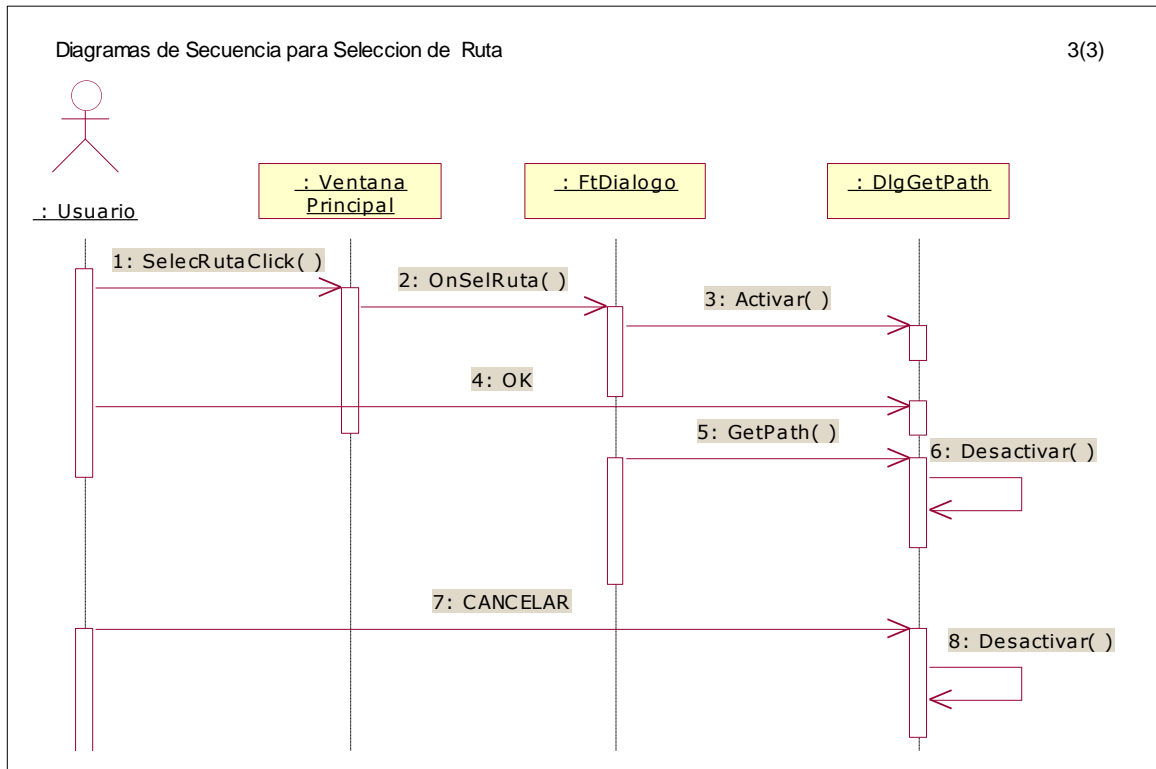 Diagramas de Secuencia para Seleccion de Ruta
3(3)
: Usuario
: Ventana
Principal
: FtDialogo
: DlgGetPath
1: SelecRutaClick( )
2: OnSelRuta( )
3: Activar( )
4: OK
5: GetPath( )
6: Desactivar( )
7: CANCELAR
8: Desactivar( )